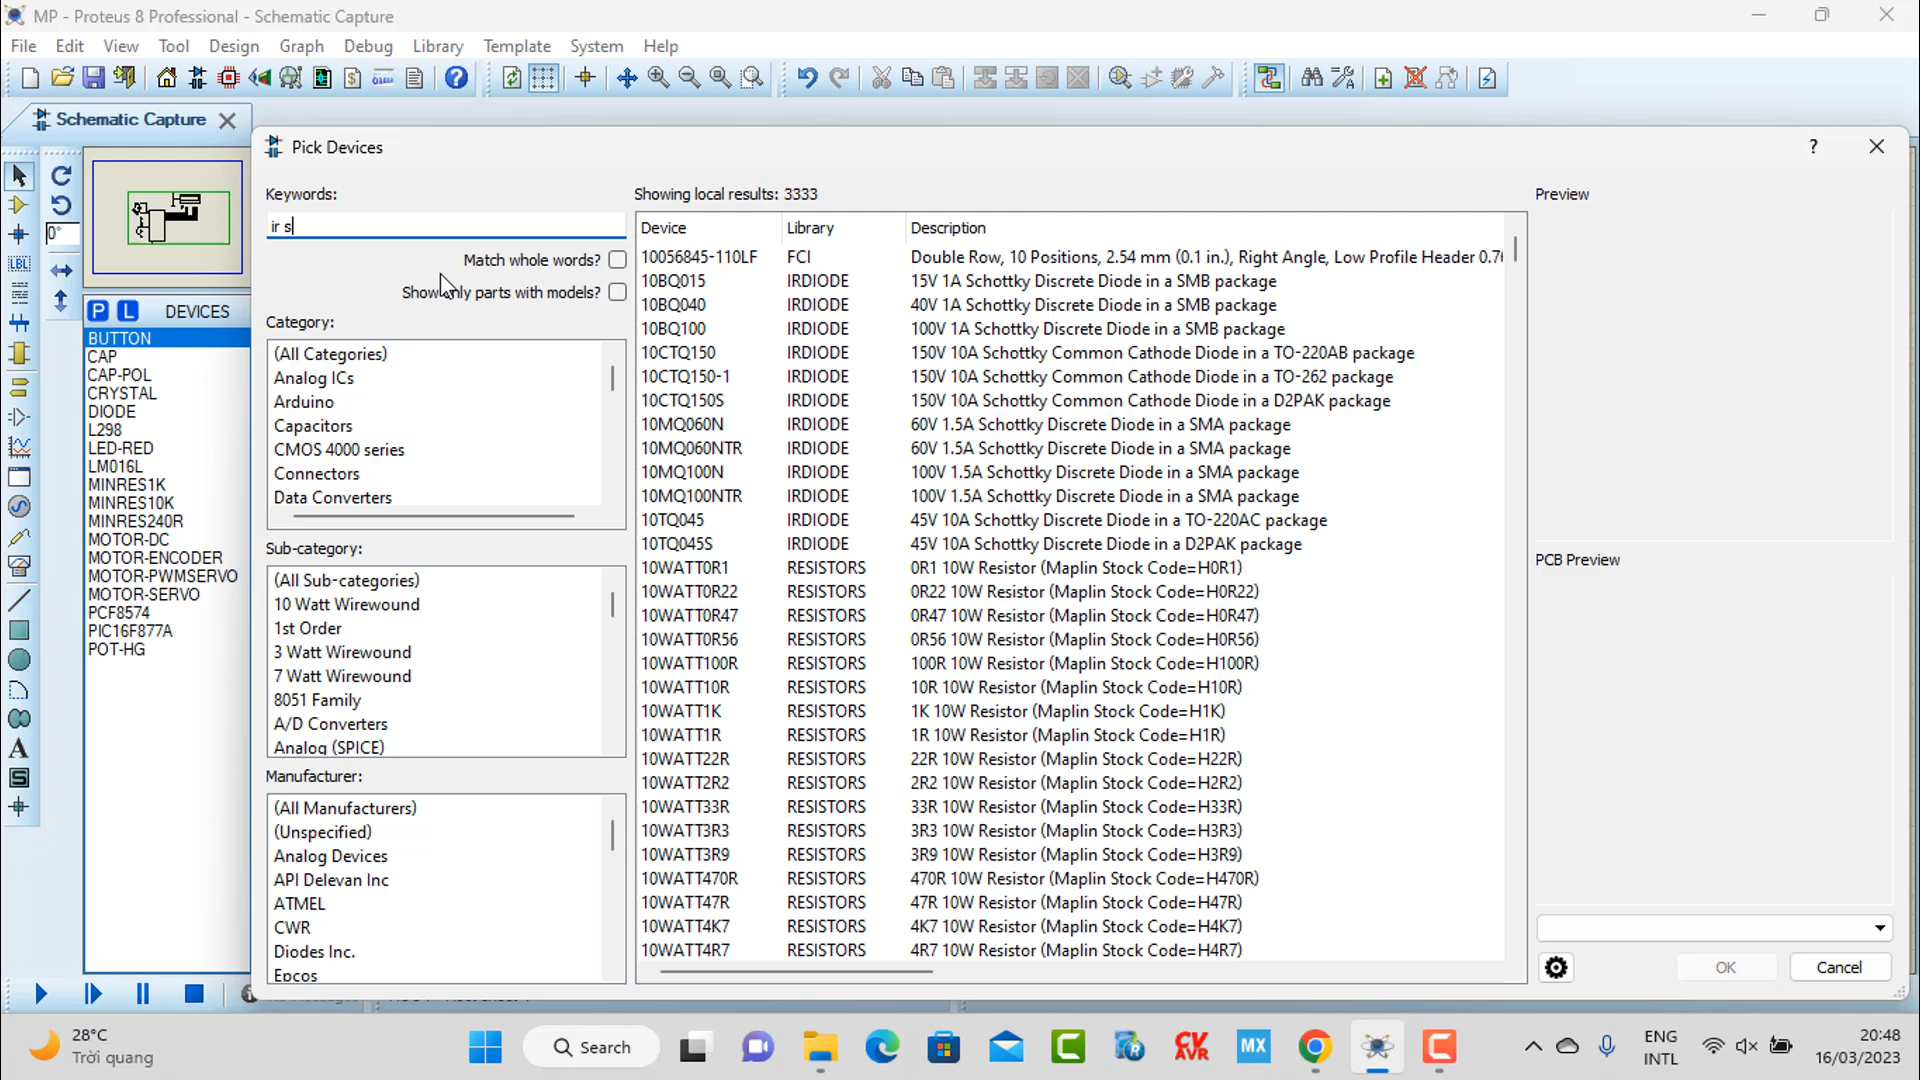 MP - Proteus 8 Professional - Schematic Capture
File Edit View Tool Design Graph Debug Library Template System Help
Schematic Capture
Pick Devices
?
Keywords:
ir s
Match whole words?
Show only parts with models?
Category:
(All Categories)
Analog ICs
Arduino
Capacitors
CMOS 4000 series
Connectors
Data Converters
Sub-category:
(All Sub-categories)
10 Watt Wirewound
1st Order
3 Watt Wirewound
7 Watt Wirewound
8051 Family
A/D Converters
Analog (SPICE)
Manufacturer:
(All Manufacturers)
(Unspecified)
Analog Devices
API Delevan Inc
ATMEL
CWR
Diodes Inc.
Epcos
Showing local results: 3333
Device Library Description
10056845-110LF FCI Double Row, 10 Positions, 2.54 mm (0.1 in.), Right Angle, Low Profile Header 0.76
10BQ015 IRDIODE 15V 1A Schottky Discrete Diode in a SMB package
10BQ040 IRDIODE 40V 1A Schottky Discrete Diode in a SMB package
10BQ100 IRDIODE 100V 1A Schottky Discrete Diode in a SMB package
10CTQ150 IRDIODE 150V 10A Schottky Common Cathode Diode in a TO-220AB package
10CTQ150-1 IRDIODE 150V 10A Schottky Common Cathode Diode in a TO-262 package
10CTQ150S IRDIODE 150V 10A Schottky Common Cathode Diode in a D2PAK package
10MQ060N IRDIODE 60V 1.5A Schottky Discrete Diode in a SMA package
10MQ060NTR IRDIODE 60V 1.5A Schottky Discrete Diode in a SMA package
10MQ100N IRDIODE 100V 1.5A Schottky Discrete Diode in a SMA package
10MQ100NTR IRDIODE 100V 1.5A Schottky Discrete Diode in a SMA package
10TQ045 IRDIODE 45V 10A Schottky Discrete Diode in a TO-220AC package
10TQ045S IRDIODE 45V 10A Schottky Discrete Diode in a D2PAK package
10WATT0R1 RESISTORS 0R1 10W Resistor (Maplin Stock Code=H0R1)
10WATT0R22 RESISTORS 0R22 10W Resistor (Maplin Stock Code=H0R22)
10WATT0R47 RESISTORS 0R47 10W Resistor (Maplin Stock Code=H0R47)
10WATT0R56 RESISTORS 0R56 10W Resistor (Maplin Stock Code=H0R56)
10WATT100R RESISTORS 100R 10W Resistor (Maplin Stock Code=H100R)
10WATT10R RESISTORS 10R 10W Resistor (Maplin Stock Code=H10R)
10WATT1K RESISTORS 1K 10W Resistor (Maplin Stock Code=H1K)
10WATT1R RESISTORS 1R 10W Resistor (Maplin Stock Code=H1R)
10WATT22R RESISTORS 22R 10W Resistor (Maplin Stock Code=H22R)
10WATT2R2 RESISTORS 2R2 10W Resistor (Maplin Stock Code=H2R2)
10WATT33R RESISTORS 33R 10W Resistor (Maplin Stock Code=H33R)
10WATT3R3 RESISTORS 3R3 10W Resistor (Maplin Stock Code=H3R3)
10WATT3R9 RESISTORS 3R9 10W Resistor (Maplin Stock Code=H3R9)
10WATT470R RESISTORS 470R 10W Resistor (Maplin Stock Code=H470R)
10WATT47R RESISTORS 47R 10W Resistor (Maplin Stock Code=H47R)
10WATT4K7 RESISTORS 4K7 10W Resistor (Maplin Stock Code=H4K7)
10WATT4R7 RESISTORS 4R7 10W Resistor (Maplin Stock Code=H4R7)
Preview
PCB Preview
OK Cancel
0°
LBL
A
S
P L DEVICES
BUTTON
CAP
CAP-POL
CRYSTAL
DIODE
L298
LED-RED
LM016L
MINRES1K
MINRES10K
MINRES240R
MOTOR-DC
MOTOR-ENCODER
MOTOR-PWMSERVO
MOTOR-SERVO
PCF8574
PIC16F877A
POT-HG
28°C
Trời quang
Search
CV
AVR
MX
ENG
INTL
20:48
16/03/2023